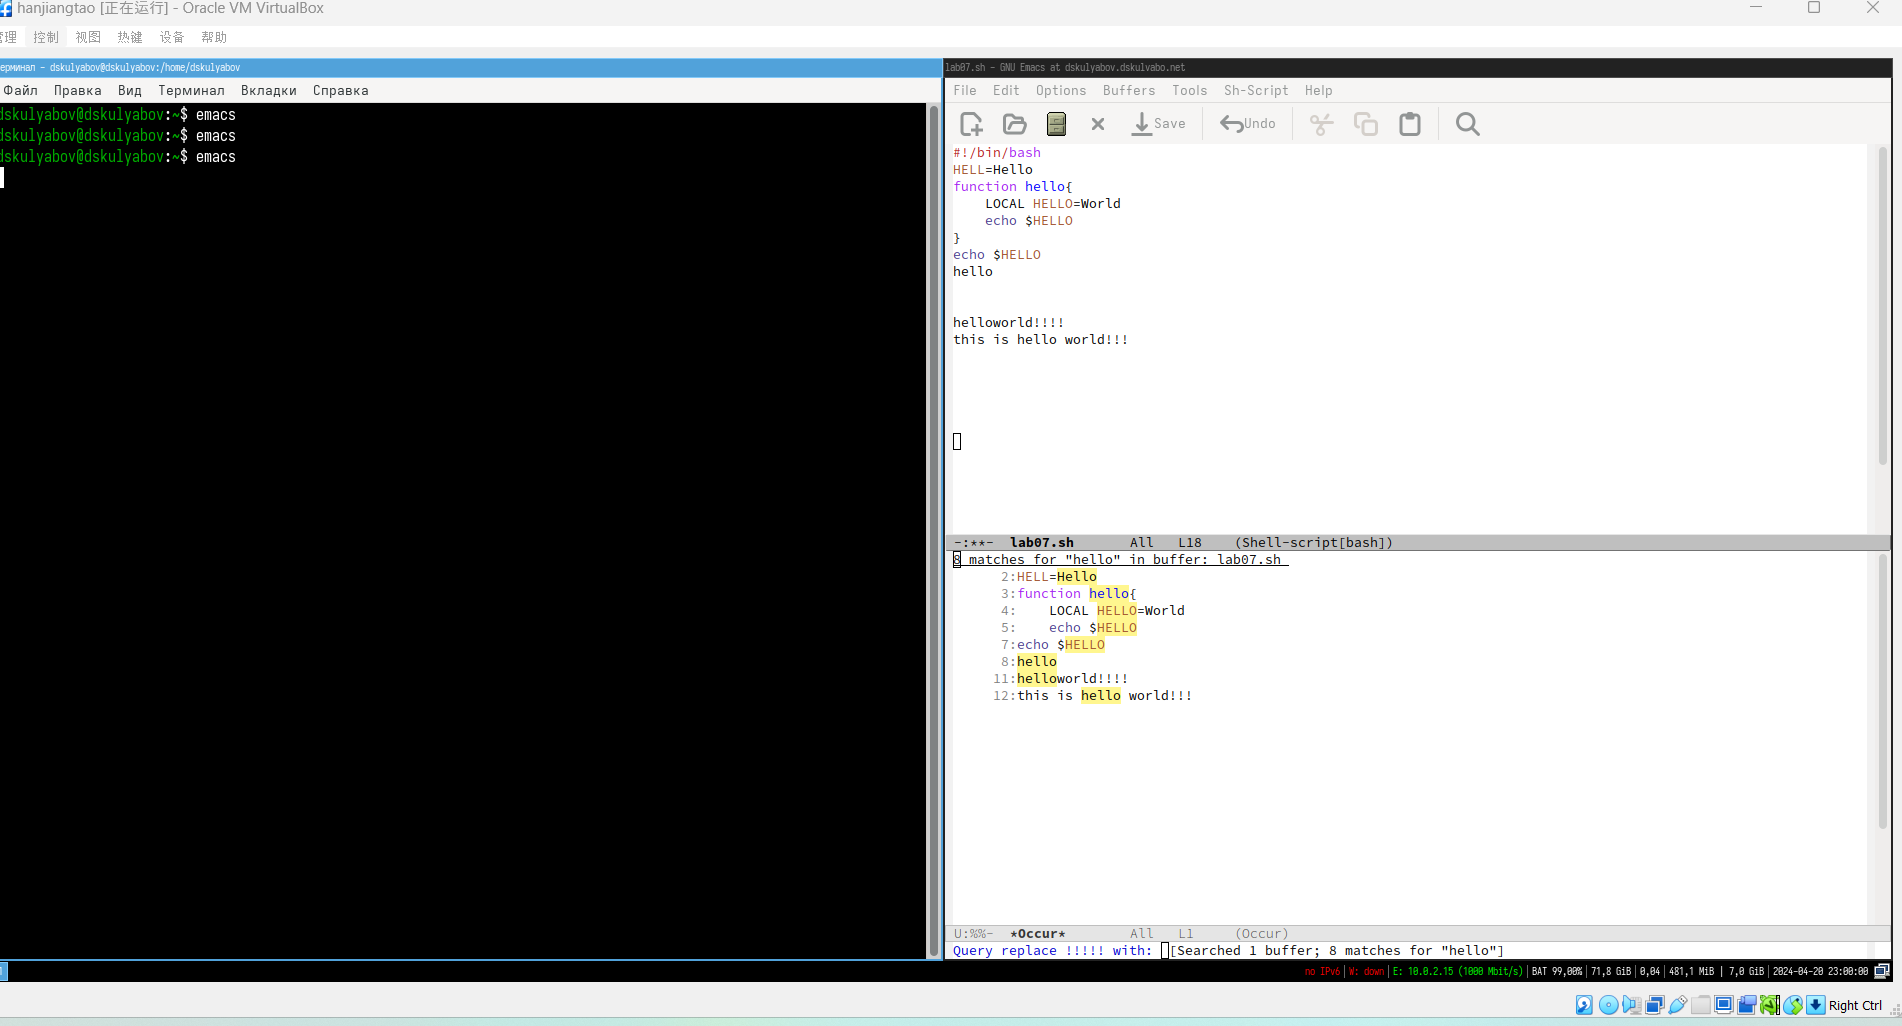 hanjiangtao [正在运行] - Oracle VM VirtualBox
管理 控制 视图 热键 设备 帮助
ерминал - dskulyabov@dskulyabov:/home/dskulyabov
Файл Правка Вид Терминал Вкладки Справка
dskulyabov@dskulyabov:~$ emacs
dskulyabov@dskulyabov:~$ emacs
dskulyabov@dskulyabov:~$ emacs
lab07.sh - GNU Emacs at dskulyabov.dskulvabo.net
File Edit Options Buffers Tools Sh-Script Help
Save Undo
#!/bin/bash
HELL=Hello
function hello{
    LOCAL HELLO=World
    echo $HELLO
}
echo $HELLO
hello
helloworld!!!!
this is hello world!!!
-:**-  lab07.sh       All   L18    (Shell-script[bash])
8 matches for "hello" in buffer: lab07.sh
      2:HELL=Hello
      3:function hello{
      4:    LOCAL HELLO=World
      5:    echo $HELLO
      7:echo $HELLO
      8:hello
     11:helloworld!!!!
     12:this is hello world!!!
U:%%-  *Occur*        All   L1     (Occur)
Query replace !!!!! with: [Searched 1 buffer; 8 matches for "hello"]
no IPv6 | W: down | E: 10.0.2.15 (1000 Mbit/s) | BAT 99,00% | 71,8 GiB | 0,04 | 481,1 MiB | 7,0 GiB | 2024-04-20 23:00:00
Right Ctrl